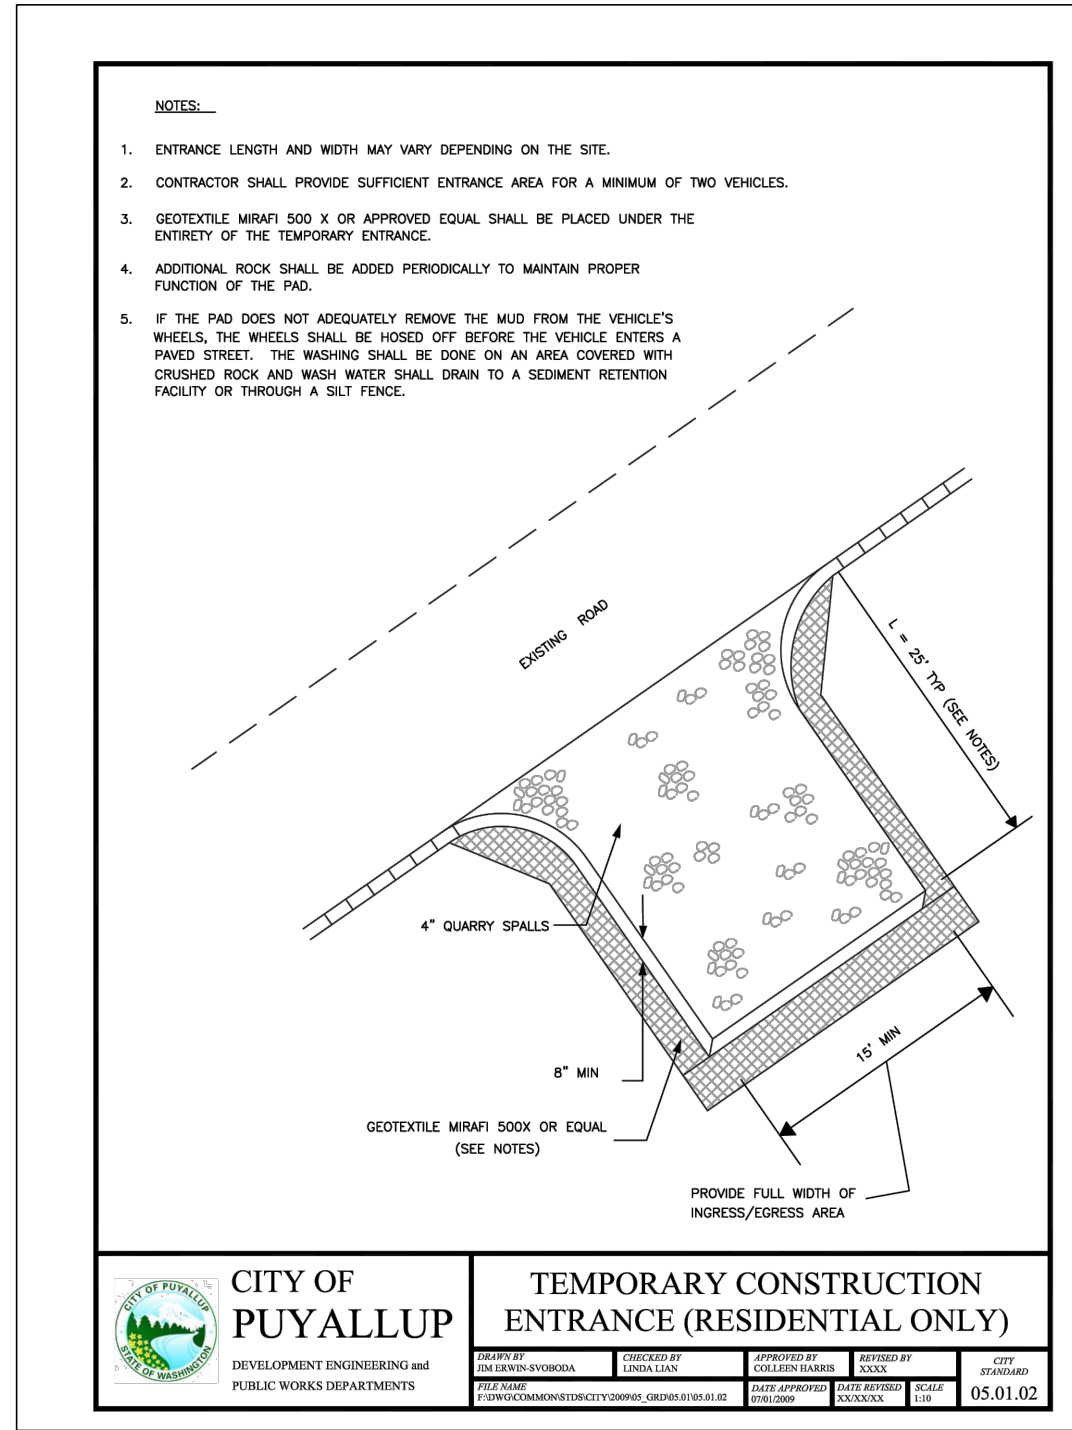 NOTES:
1. ENTRANCE LENGTH AND WIDTH MAY VARY DEPENDING ON THE SITE.
2. CONTRACTOR SHALL PROVIDE SUFFICIENT ENTRANCE AREA FOR A MINIMUM OF TWO VEHICLES.
3. GEOTEXTILE MIRAFI 500 X OR APPROVED EQUAL SHALL BE PLACED UNDER THE
ENTIRETY OF THE TEMPORARY ENTRANCE.
4. ADDITIONAL ROCK SHALL BE ADDED PERIODICALLY TO MAINTAIN PROPER
FUNCTION OF THE PAD.
5. IF THE PAD DOES NOT ADEQUATELY REMOVE THE MUD FROM THE VEHICLE'S
WHEELS, THE WHEELS SHALL BE HOSED OFF BEFORE THE VEHICLE ENTERS A
PAVED STREET. THE WASHING SHALL BE DONE ON AN AREA COVERED WITH
CRUSHED ROCK AND WASH WATER SHALL DRAIN TO A SEDIMENT RETENTION
FACILITY OR THROUGH A SILT FENCE.
EXISTING ROAD
L = 25' TYP (SEE NOTES)
4" QUARRY SPALLS
8" MIN
15' MIN
GEOTEXTILE MIRAFI 500X OR EQUAL
(SEE NOTES)
PROVIDE FULL WIDTH OF
INGRESS/EGRESS AREA
CITY OF PUYALLUP
STATE OF WASHINGTON
CITY OF
PUYALLUP
DEVELOPMENT ENGINEERING and
PUBLIC WORKS DEPARTMENTS
TEMPORARY CONSTRUCTION
ENTRANCE (RESIDENTIAL ONLY)
DRAWN BY
JIM ERWIN-SVOBODA
CHECKED BY
LINDA LIAN
APPROVED BY
COLLEEN HARRIS
REVISED BY
XXXX
FILE NAME
F:\DWG\COMMON\STDS\CITY\2009\05_GRD\05.01\05.01.02
DATE APPROVED
07/01/2009
DATE REVISED
XX/XX/XX
SCALE
1:10
CITY
STANDARD
05.01.02